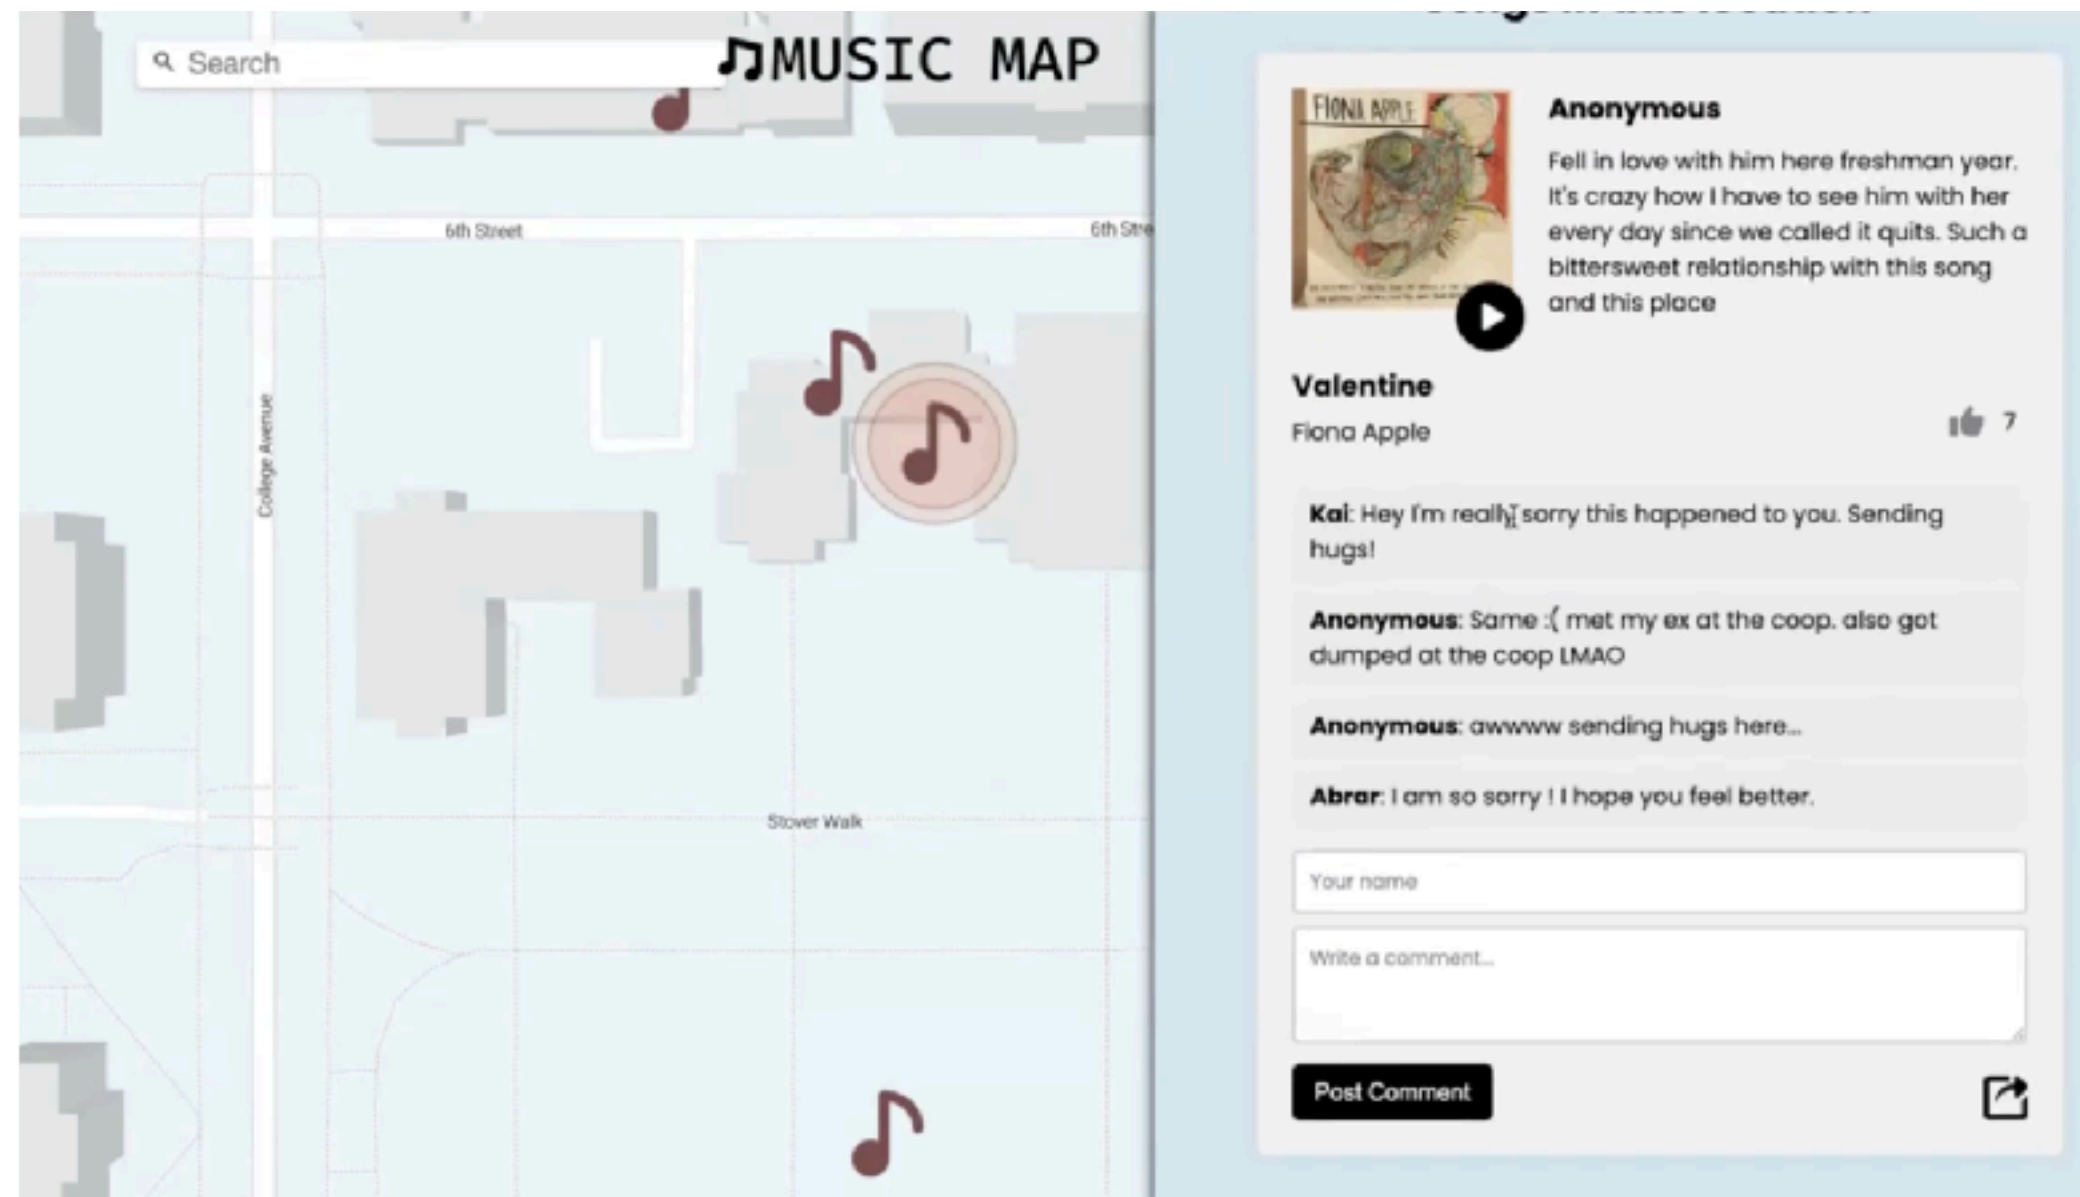 Search
♫MUSIC MAP
6th Street
6th Stre
College Avenue
Stover Walk
FIONA APPLE
Anonymous
Fell in love with him here freshman year.
It's crazy how I have to see him with her
every day since we called it quits. Such a
bittersweet relationship with this song
and this place
Valentine
Fiona Apple
7
Kai: Hey I'm really sorry this happened to you. Sending
hugs!
Anonymous: Same :( met my ex at the coop. also got
dumped at the coop LMAO
Anonymous: awwww sending hugs here...
Abrar: I am so sorry ! I hope you feel better.
Your name
Write a comment...
Post Comment